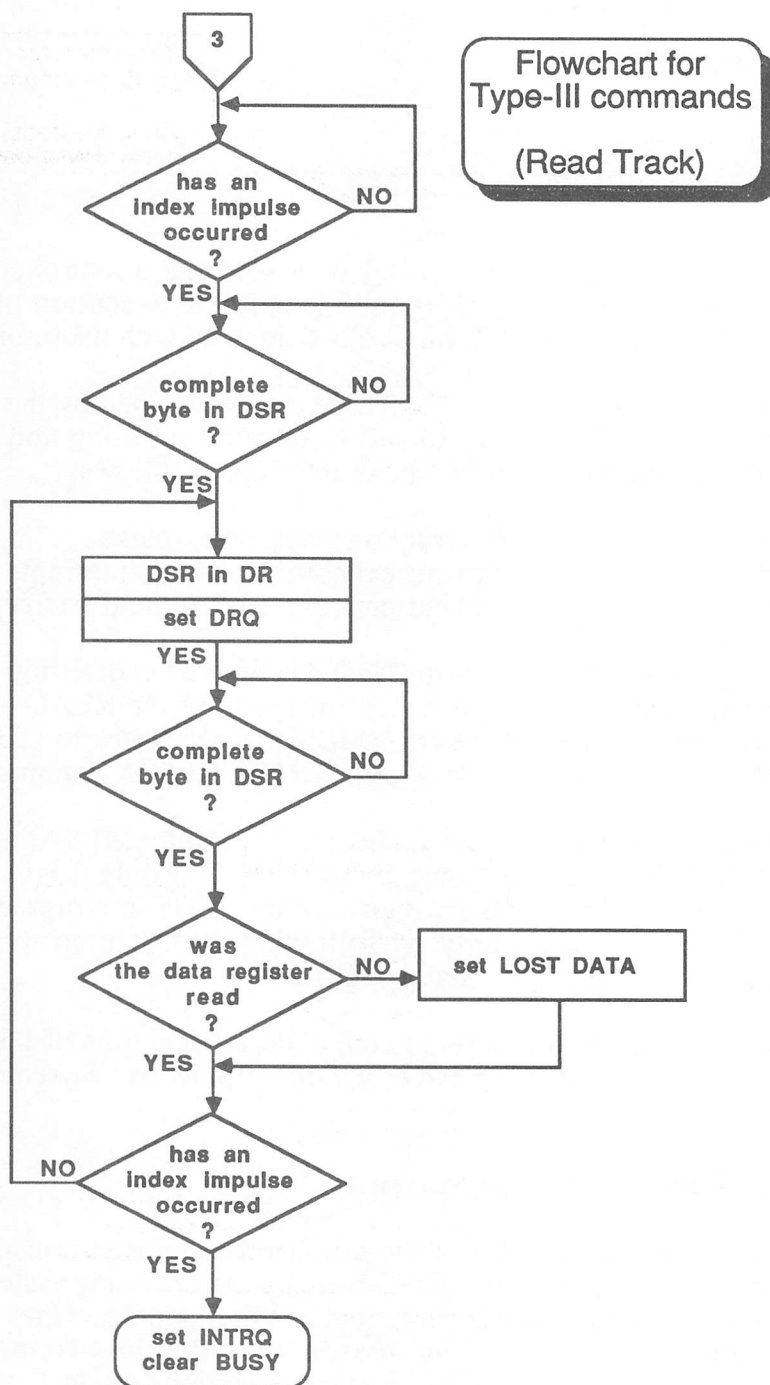 3
Flowchart for
Type-III commands
(Read Track)
has an
index impulse
occurred
?
NO
YES
complete
byte in DSR
?
NO
YES
DSR in DR
set DRQ
YES
complete
byte in DSR
?
NO
YES
was
the data register
read
?
NO
set LOST DATA
YES
has an
index impulse
occurred
?
NO
YES
set INTRQ
clear BUSY